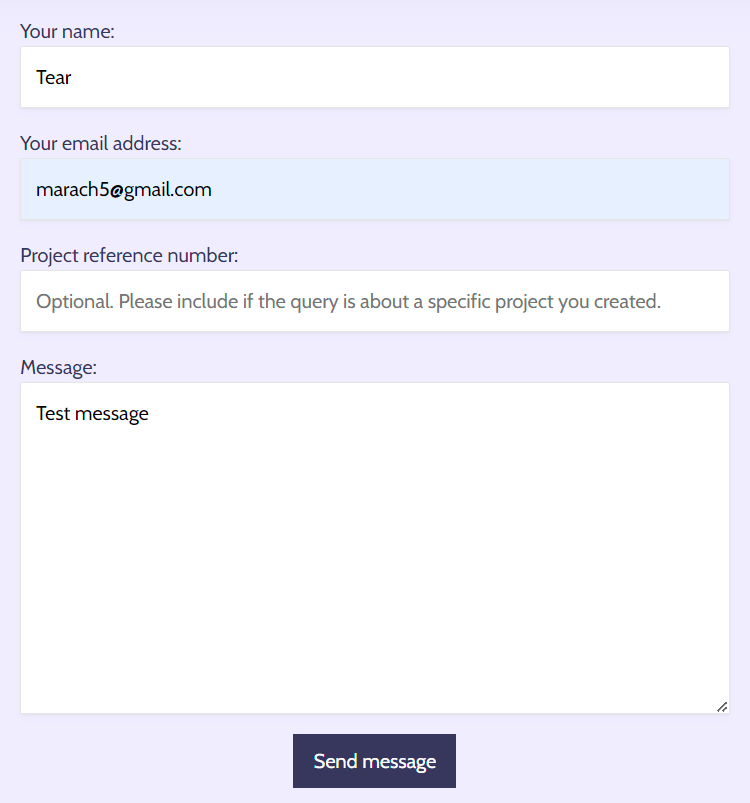 Your name:
Tear
Your email address:
marach5@gmail.com
Project reference number:
Optional. Please include if the query is about a specific project you created.
Message:
Test message
Send message